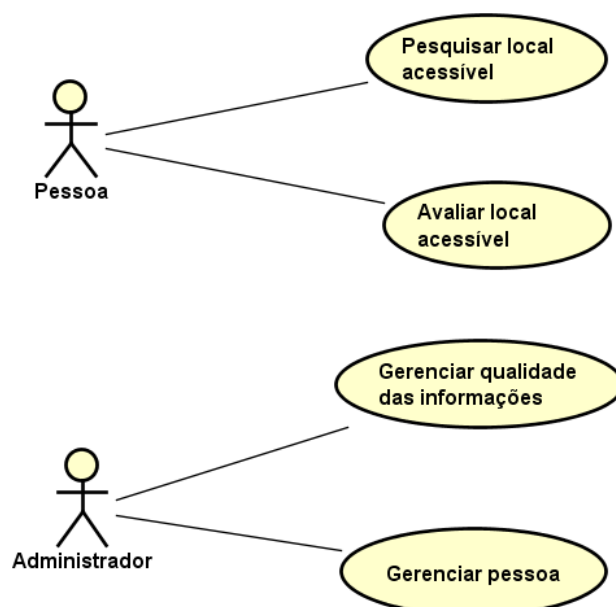 Pesquisar local
acessível
Pessoa
Avaliar local
acessível
Gerenciar qualidade
das informações
Administrador
Gerenciar pessoa